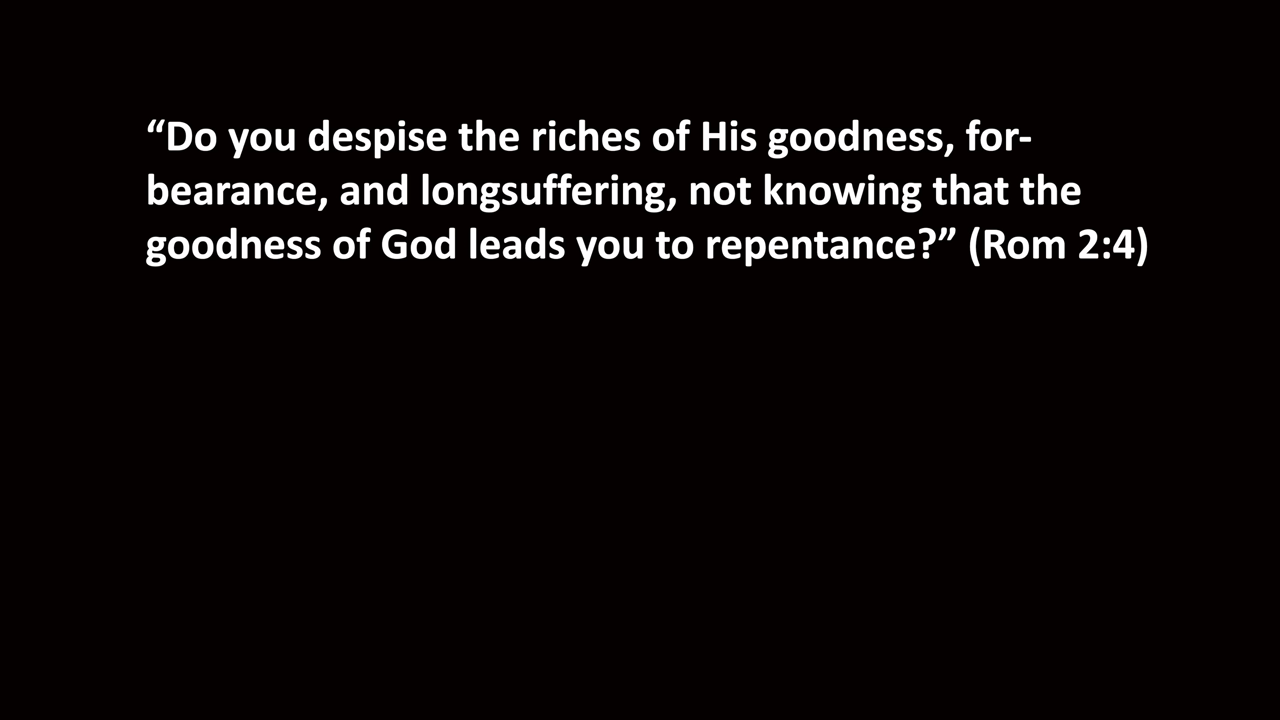 “Do you despise the riches of His goodness, for-
bearance, and longsuffering, not knowing that the
goodness of God leads you to repentance?” (Rom 2:4)